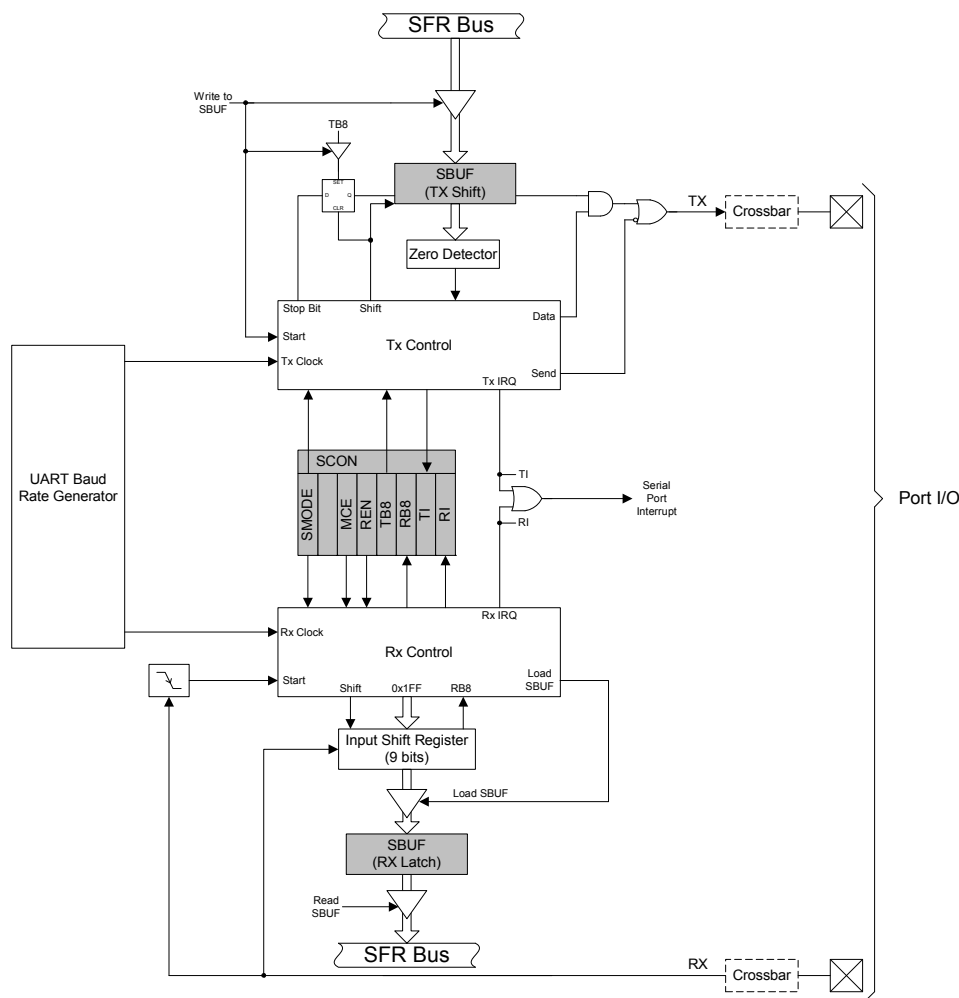 SFR Bus
Write to
SBUF
TB8
SET
D
Q
CLR
SBUF
(TX Shift)
TX
Crossbar
Zero Detector
Stop Bit
Shift
Data
Start
Tx Control
Tx Clock
Send
Tx IRQ
UART Baud
Rate Generator
SCON
SMODE
MCE
REN
TB8
RB8
TI
RI
TI
RI
Serial
Port
Interrupt
Port I/O
Rx IRQ
Rx Clock
Rx Control
Start
Load
SBUF
Shift
0x1FF
RB8
Input Shift Register
(9 bits)
Load SBUF
SBUF
(RX Latch)
Read
SBUF
SFR Bus
RX
Crossbar